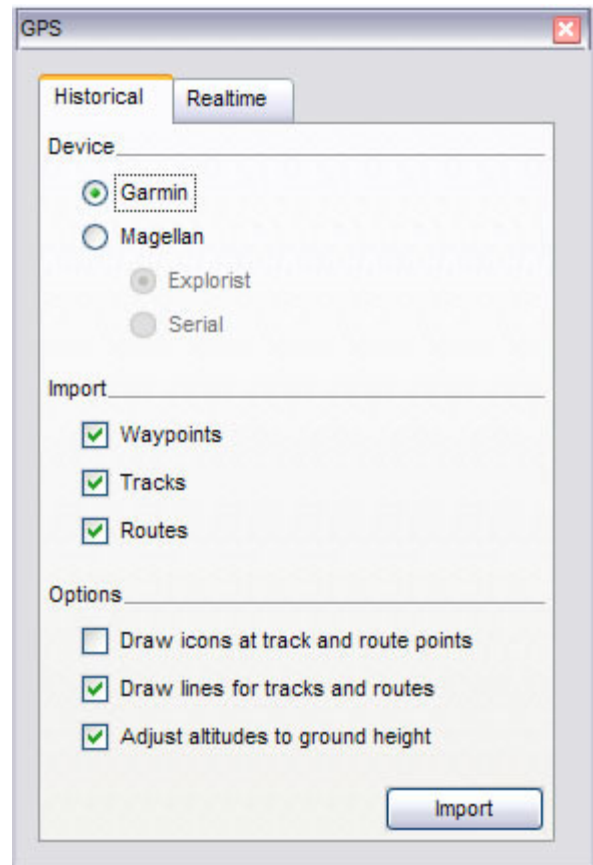 GPS
Historical
Realtime
Device
Garmin
Magellan
Explorist
Serial
Import
Waypoints
Tracks
Routes
Options
Draw icons at track and route points
Draw lines for tracks and routes
Adjust altitudes to ground height
Import